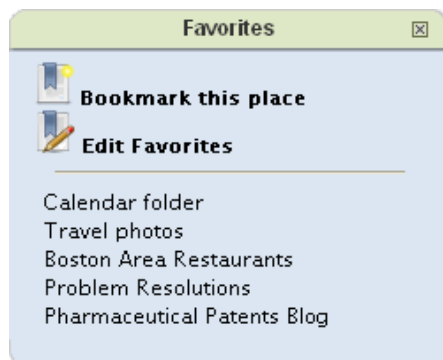 Favorites
Bookmark this place
Edit Favorites
Calendar folder
Travel photos
Boston Area Restaurants
Problem Resolutions
Pharmaceutical Patents Blog